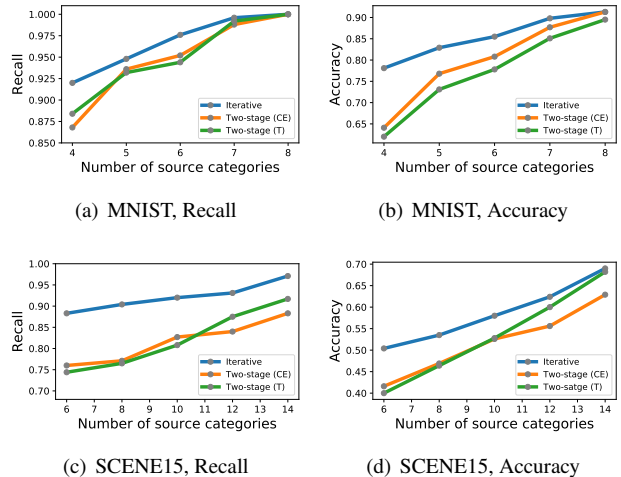 1.000
0.975
0.950
0.925
0.900
0.875
0.850
Recall
4 5 6 7 8
Number of source categories
Iterative
Two-stage (CE)
Two-stage (T)
(a) MNIST, Recall
0.90
0.85
0.80
0.75
0.70
0.65
Accuracy
4 5 6 7 8
Number of source categories
Iterative
Two-stage (CE)
Two-stage (T)
(b) MNIST, Accuracy
1.00
0.95
0.90
0.85
0.80
0.75
Recall
6 7 8 9 10 11 12 13 14
Number of source categories
Iterative
Two-stage (CE)
Two-stage (T)
(c) SCENE15, Recall
0.70
0.65
0.60
0.55
0.50
0.45
0.40
Accuracy
6 7 8 9 10 11 12 13 14
Number of source categories
Iterative
Two-stage (CE)
Two-satge (T)
(d) SCENE15, Accuracy